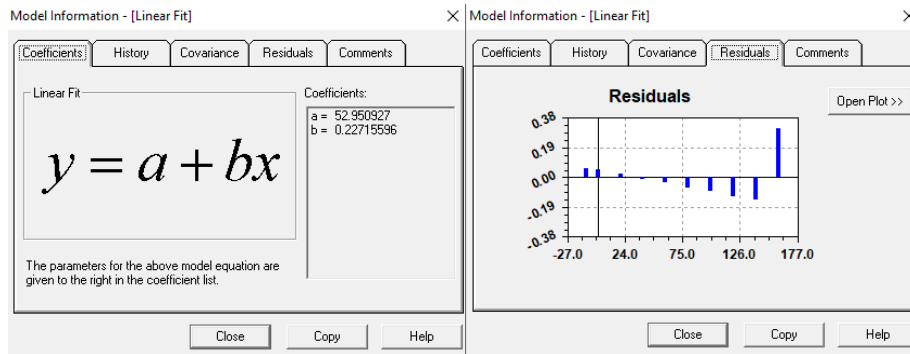 Model Information - [Linear Fit]
Coefficients History Covariance Residuals Comments
Linear Fit
y = a + bx
Coefficients:
a = 52.950927
b = 0.22715596
The parameters for the above model equation are
given to the right in the coefficient list.
Close Copy Help
Model Information - [Linear Fit]
Coefficients History Covariance Residuals Comments
Residuals
Open Plot >>
0.38
0.19
0.00
-0.19
-0.38
-27.0 24.0 75.0 126.0 177.0
Close Copy Help